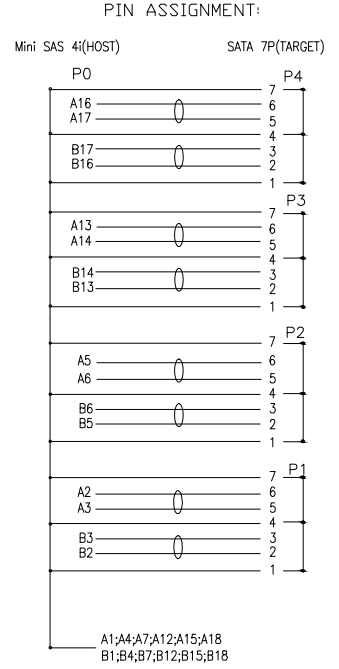 PIN ASSIGNMENT:
Mini SAS 4i(HOST) SATA 7P(TARGET)
P0 P4
7
A16 6
A17 5
4
B17 3
B16 2
1
P3
7
A13 6
A14 5
4
B14 3
B13 2
1
P2
7
A5 6
A6 5
4
B6 3
B5 2
1
P1
7
A2 6
A3 5
4
B3 3
B2 2
1
A1;A4;A7;A12;A15;A18
B1;B4;B7;B12;B15;B18